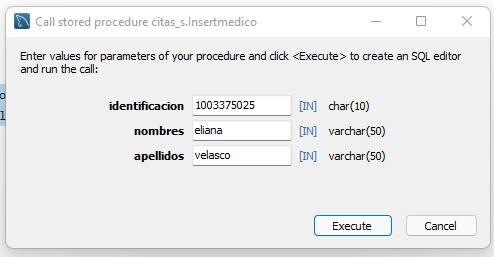 Call stored procedure citas_s.Insertmedico
Enter values for parameters of your procedure and click <Execute> to create an SQL editor
and run the call:
identificacion 1003375025 [IN] char(10)
nombres eliana [IN] varchar(50)
apellidos velasco [IN] varchar(50)
Execute Cancel